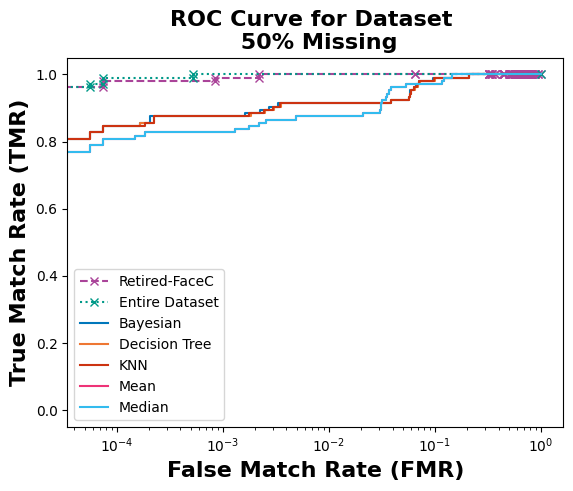 ROC Curve for Dataset
50% Missing
True Match Rate (TMR)
1.0
0.8
0.6
0.4
0.2
0.0
Retired-FaceC
Entire Dataset
Bayesian
Decision Tree
KNN
Mean
Median
10⁻⁴
10⁻³
10⁻²
10⁻¹
10⁰
False Match Rate (FMR)